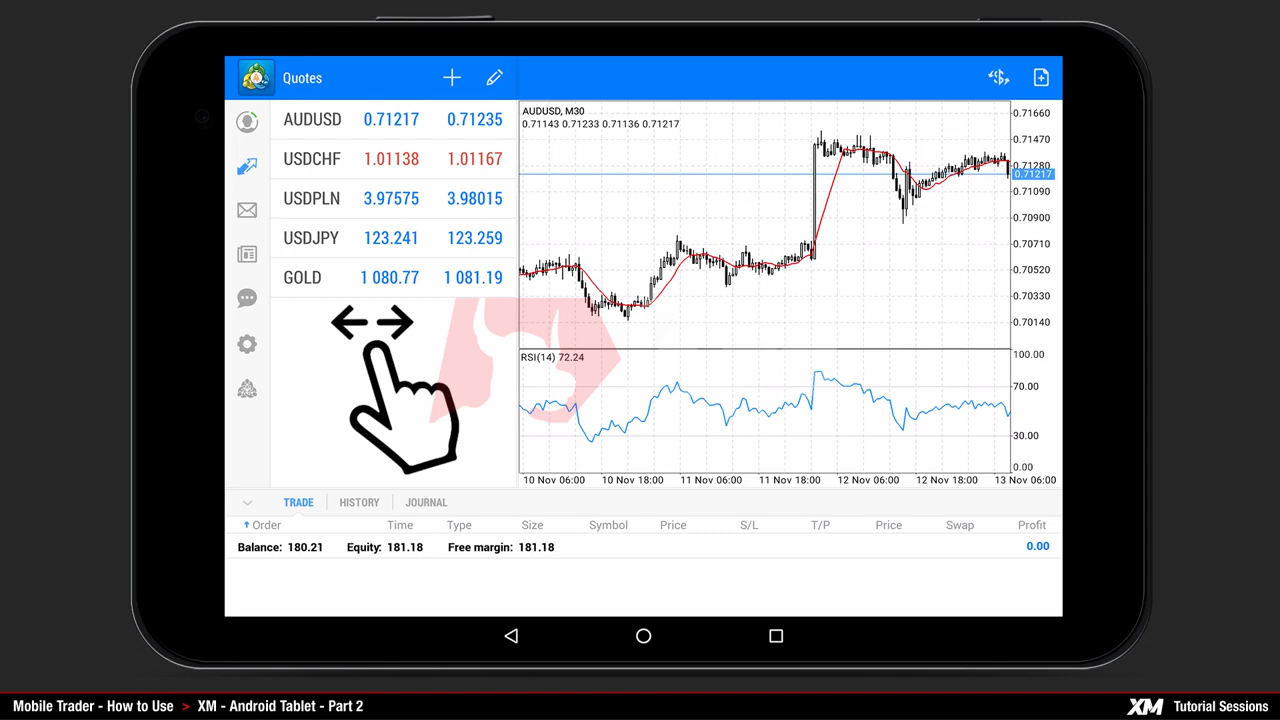 Quotes
AUDUSD 0.71217 0.71235
USDCHF 1.01138 1.01167
USDPLN 3.97575 3.98015
USDJPY 123.241 123.259
GOLD 1 080.77 1 081.19
AUDUSD, M30
0.71143 0.71233 0.71136 0.71217
0.71660
0.71470
0.71280
0.71217
0.71090
0.70900
0.70710
0.70520
0.70330
0.70140
RSI(14) 72.24
100.00
70.00
30.00
0.00
10 Nov 06:00 10 Nov 18:00 11 Nov 06:00 11 Nov 18:00 12 Nov 06:00 12 Nov 18:00 13 Nov 06:00
TRADE HISTORY JOURNAL
Order Time Type Size Symbol Price S/L T/P Price Swap Profit
Balance: 180.21 Equity: 181.18 Free margin: 181.18 0.00
Mobile Trader - How to Use > XM - Android Tablet - Part 2
XM Tutorial Sessions